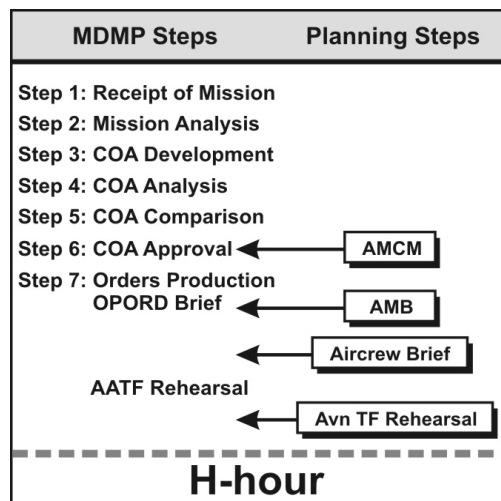 MDMP Steps Planning Steps
Step 1: Receipt of Mission
Step 2: Mission Analysis
Step 3: COA Development
Step 4: COA Analysis
Step 5: COA Comparison
Step 6: COA Approval AMCM
Step 7: Orders Production
OPORD Brief AMB
Aircrew Brief
AATF Rehearsal
Avn TF Rehearsal
H-hour